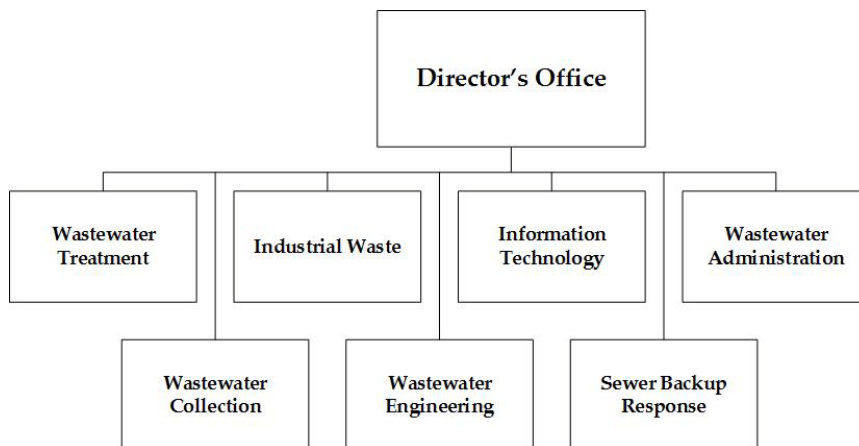 Director's Office
Wastewater
Treatment
Industrial Waste
Information
Technology
Wastewater
Administration
Wastewater
Collection
Wastewater
Engineering
Sewer Backup
Response